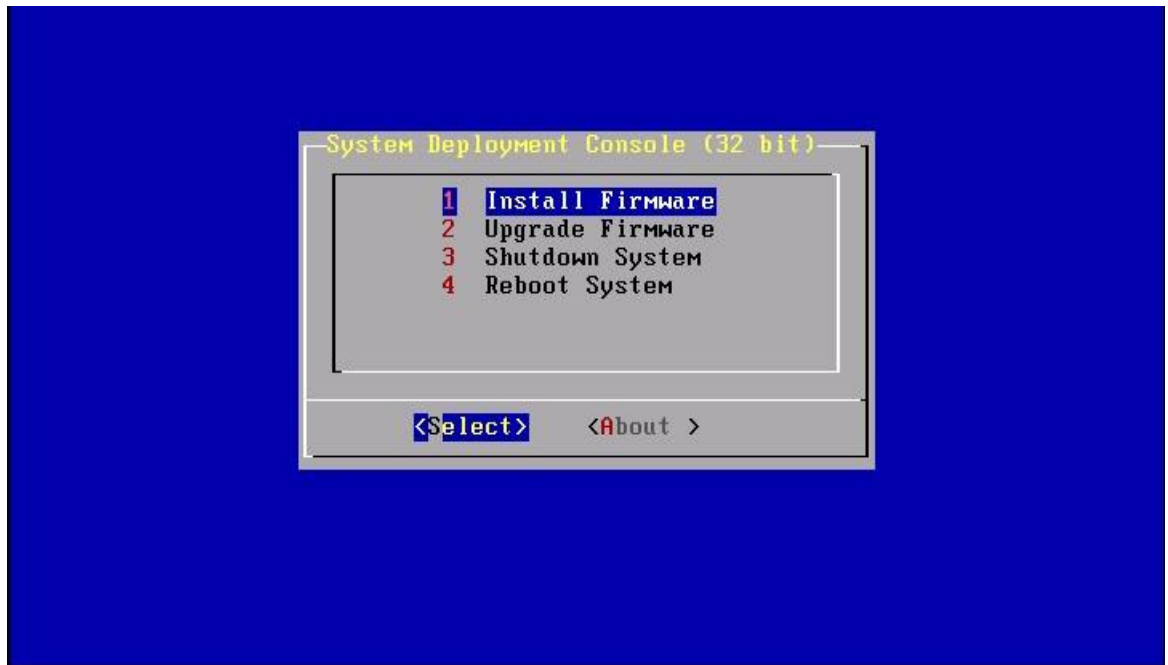 System Deployment Console (32 bit)
1 Install Firmware
2 Upgrade Firmware
3 Shutdown System
4 Reboot System
<Select> <About >